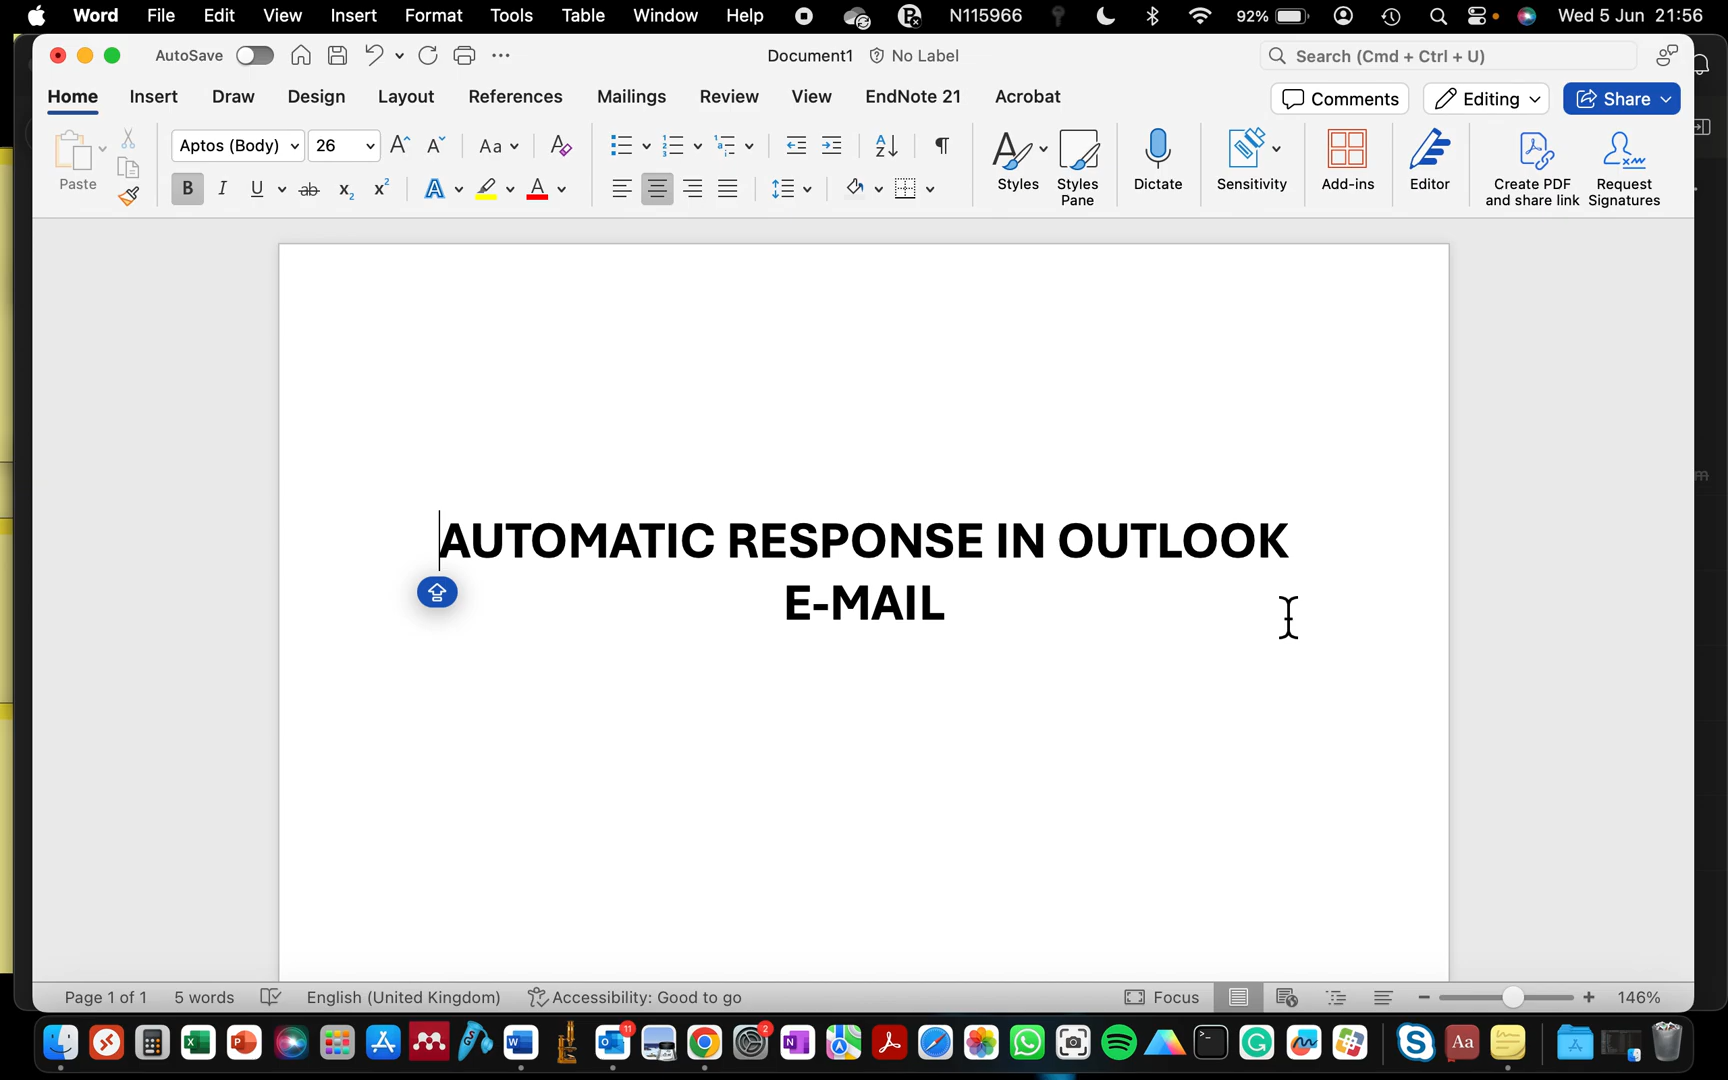 Word File Edit View Insert Format Tools Table Window Help N115966 92% Wed 5 Jun 21:56
AutoSave Document1 No Label Search (Cmd + Ctrl + U)
Home Insert Draw Design Layout References Mailings Review View EndNote 21 Acrobat Comments Editing Share
Paste Aptos (Body) 26 Aa
Styles Styles Pane Dictate Sensitivity Add-ins Editor Create PDF and share link Request Signatures
AUTOMATIC RESPONSE IN OUTLOOK
E-MAIL
Page 1 of 1 5 words English (United Kingdom) Accessibility: Good to go Focus 146%
11 2 Aa